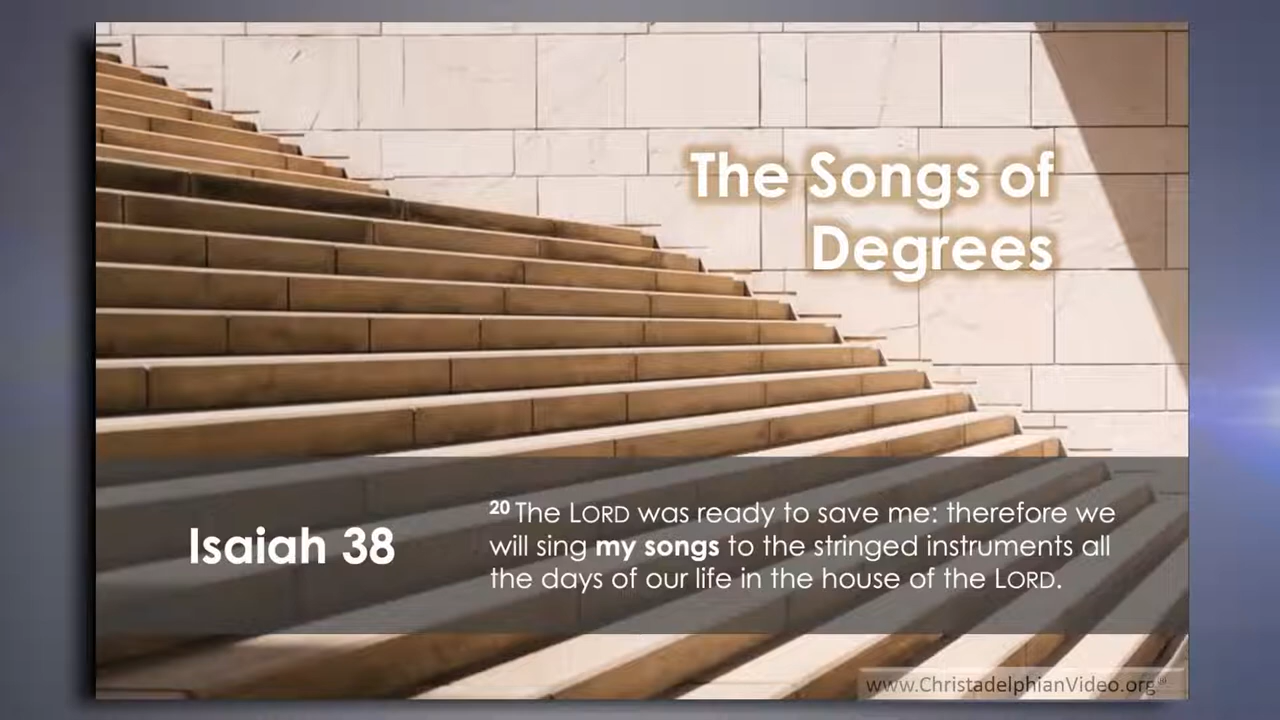 The Songs of
Degrees
Isaiah 38
20 The LORD was ready to save me: therefore we
will sing my songs to the stringed instruments all
the days of our life in the house of the LORD.
www.ChristadelphianVideo.org